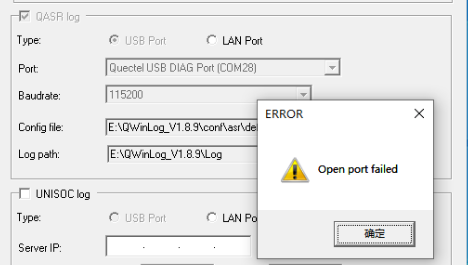 QASR log
Type:
USB Port
LAN Port
Port:
Quectel USB DIAG Port (COM28)
Baudrate:
115200
ERROR
Config file:
E:\QWinLog_V1.8.9\conf\asr\de
Open port failed
Log path:
E:\QWinLog_V1.8.9\Log
UNISOC log
Type:
USB Port
LAN Po
确定
Server IP: